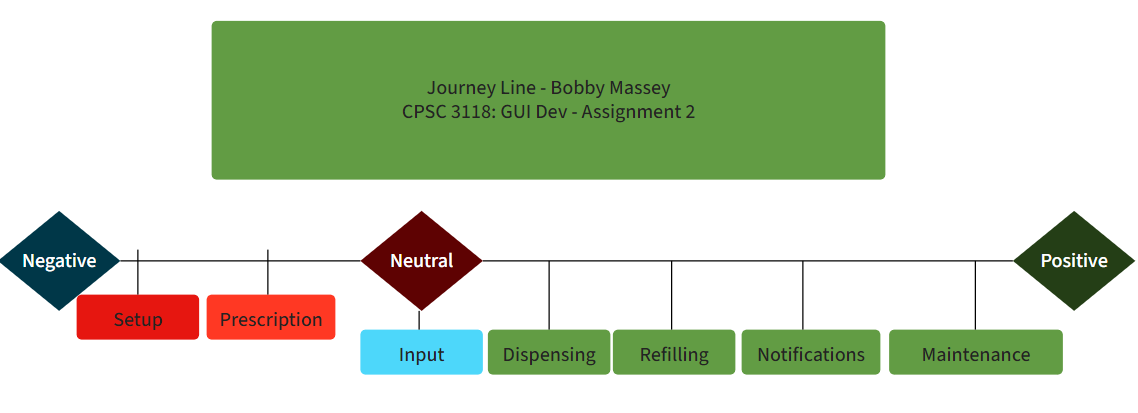 Journey Line - Bobby Massey
CPSC 3118: GUI Dev - Assignment 2
Negative
Neutral
Positive
Setup
Prescription
Input
Dispensing
Refilling
Notifications
Maintenance